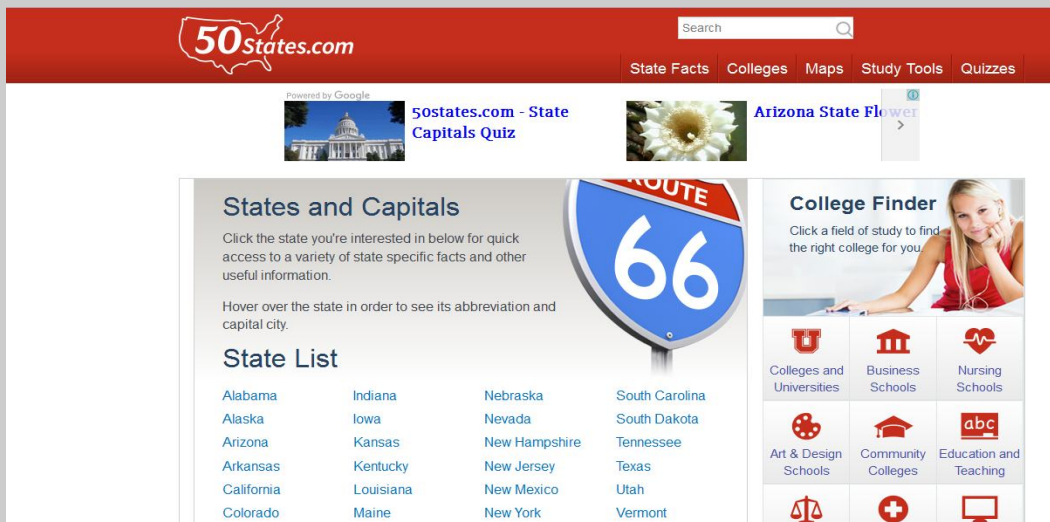 50States.com
Search
State Facts Colleges Maps Study Tools Quizzes
Powered by Google
50states.com - State
Capitals Quiz
Arizona State Flower
States and Capitals
Click the state you're interested in below for quick
access to a variety of state specific facts and other
useful information.
Hover over the state in order to see its abbreviation and
capital city.
ROUTE
66
State List
Alabama Indiana Nebraska South Carolina
Alaska Iowa Nevada South Dakota
Arizona Kansas New Hampshire Tennessee
Arkansas Kentucky New Jersey Texas
California Louisiana New Mexico Utah
Colorado Maine New York Vermont
College Finder
Click a field of study to find
the right college for you
U
Colleges and
Universities
Business
Schools
Nursing
Schools
abc
Art & Design
Schools
Community
Colleges
Education and
Teaching